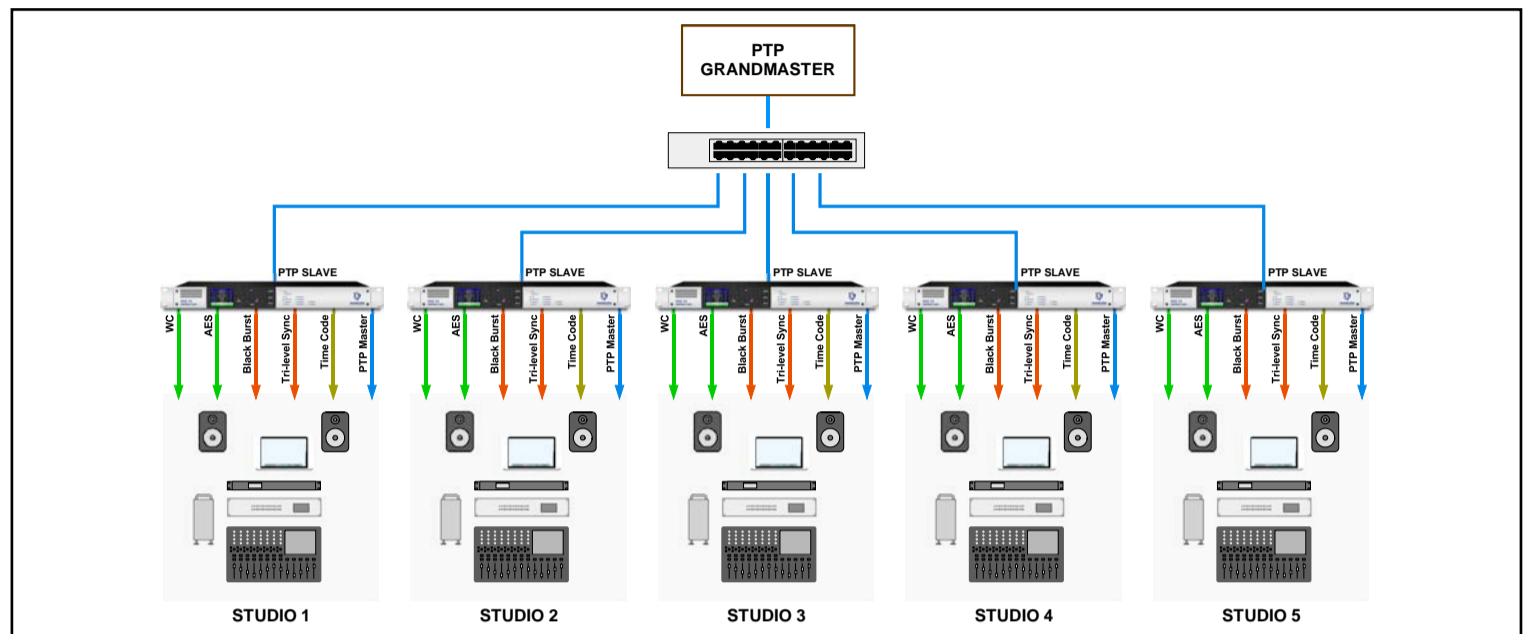 PTP
GRANDMASTER
PTP SLAVE
PTP SLAVE
PTP SLAVE
PTP SLAVE
PTP SLAVE
WC
AES
Black Burst
Tri-level Sync
Time Code
PTP Master
WC
AES
Black Burst
Tri-level Sync
Time Code
PTP Master
WC
AES
Black Burst
Tri-level Sync
Time Code
PTP Master
WC
AES
Black Burst
Tri-level Sync
Time Code
PTP Master
WC
AES
Black Burst
Tri-level Sync
Time Code
PTP Master
STUDIO 1
STUDIO 2
STUDIO 3
STUDIO 4
STUDIO 5